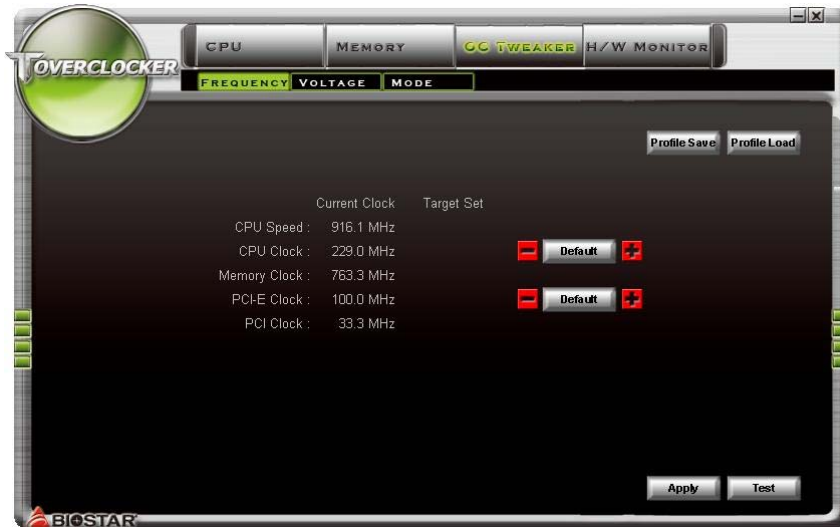 CPU MEMORY OC TWEAKER H/W MONITOR
TOVERCLOCKER
FREQUENCY VOLTAGE MODE
Profile Save Profile Load
Current Clock Target Set
CPU Speed : 916.1 MHz
CPU Clock : 229.0 MHz Default
Memory Clock : 763.3 MHz
PCI-E Clock : 100.0 MHz Default
PCI Clock : 33.3 MHz
Apply Test
BIOSTAR